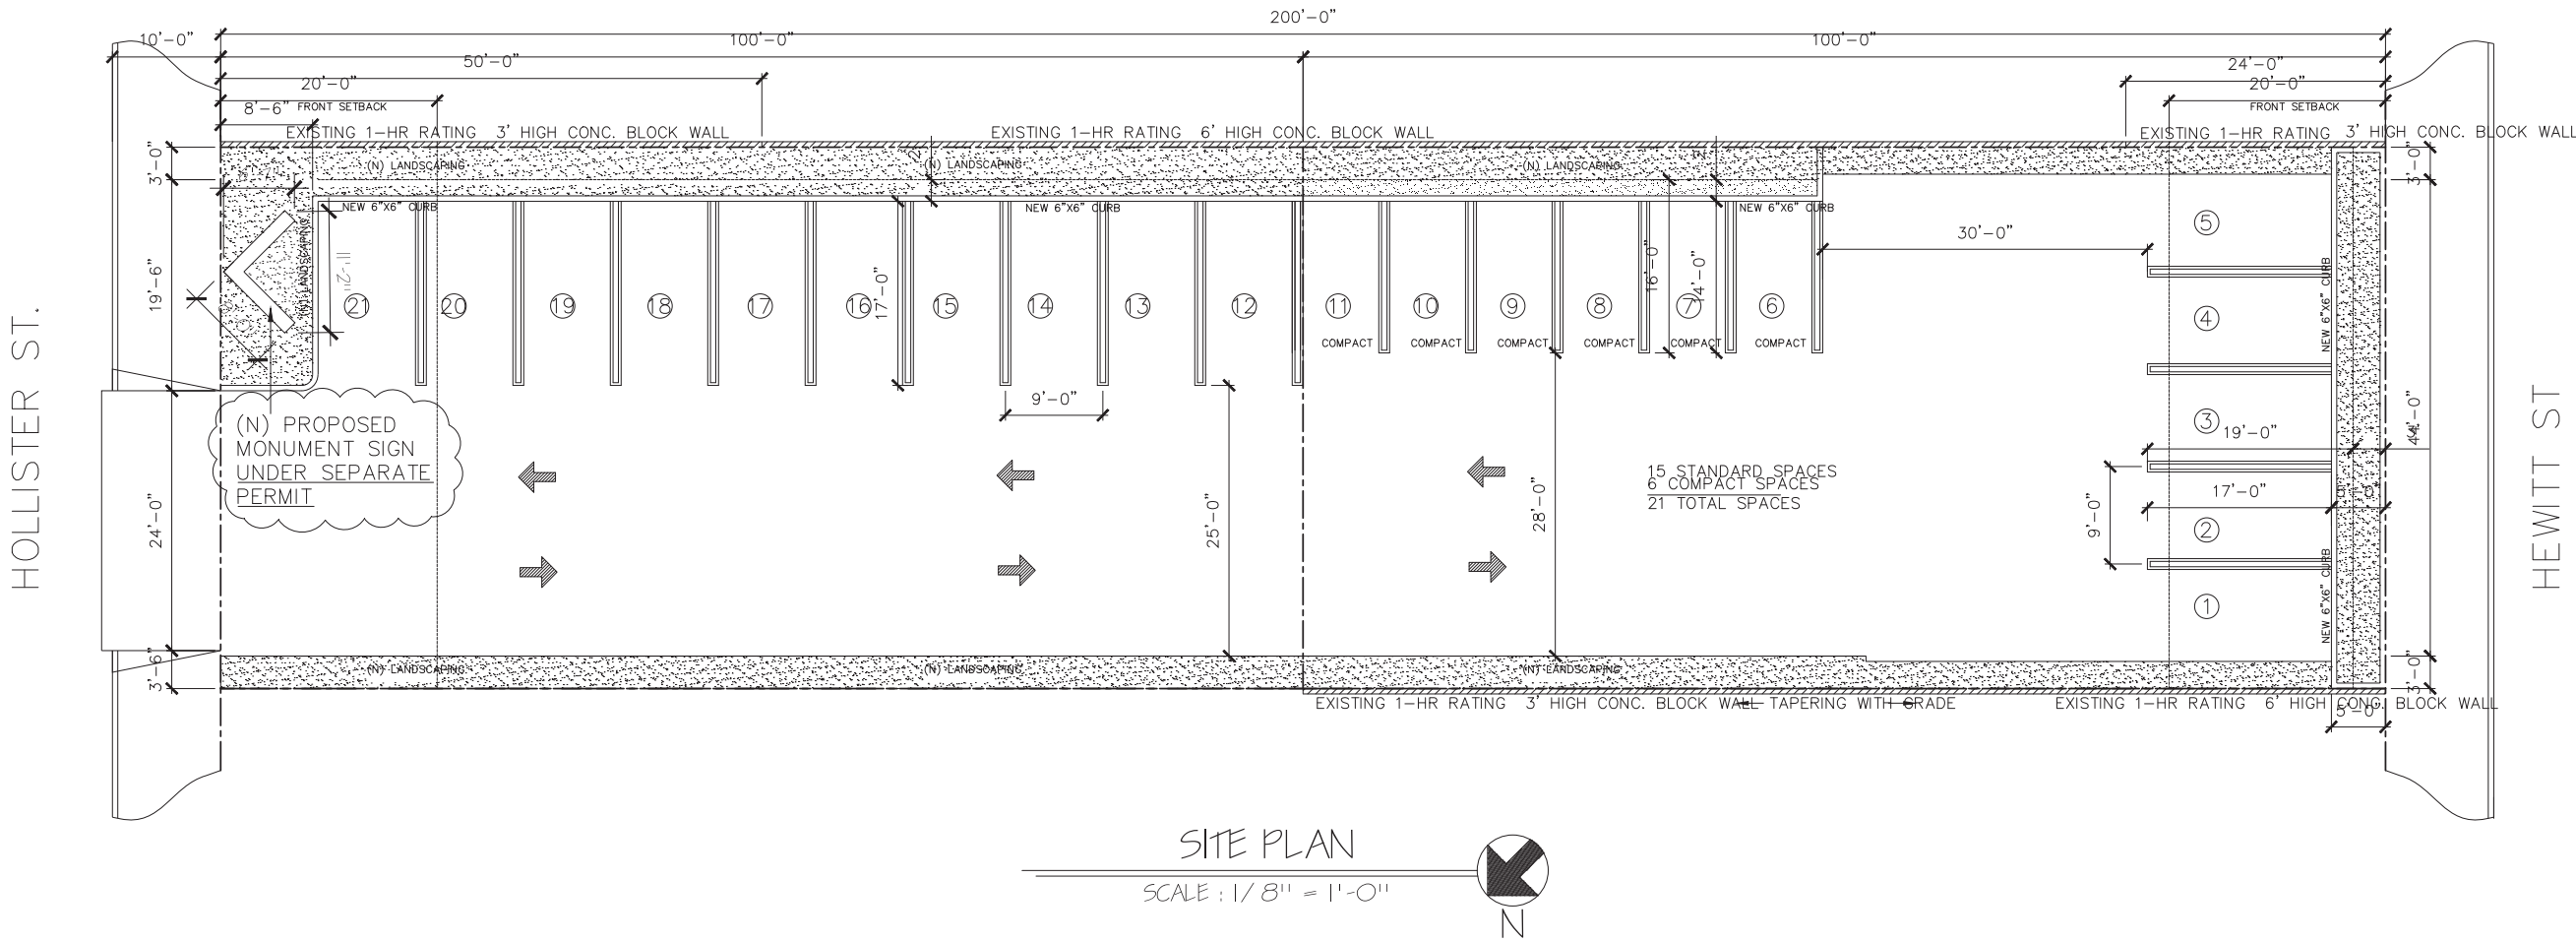 200'-0"
10'-0"
100'-0"
100'-0"
50'-0"
24'-0"
20'-0"
20'-0"
8'-6"
FRONT SETBACK
FRONT SETBACK
EXISTING 1-HR RATING 3' HIGH CONC. BLOCK WALL
EXISTING 1-HR RATING 6' HIGH CONC. BLOCK WALL
EXISTING 1-HR RATING 3' HIGH CONC. BLOCK WALL
3'-0"
(N) LANDSCAPING
(N) LANDSCAPING
(N) LANDSCAPING
3'-0"
NEW 6"X6" CURB
NEW 6"X6" CURB
NEW 6"X6" CURB
(N) LANDSCAPING
11'-2"
19'-6"
21
20
19
18
17
16
17'-0"
15
14
13
12
11
10
9
8
16'-0"
7
14'-0"
6
COMPACT
COMPACT
COMPACT
COMPACT
COMPACT
COMPACT
30'-0"
5
4
3
2
1
NEW 6"X6" CURB
NEW 6"X6" CURB
HOLLISTER ST.
HEWITT ST
(N) PROPOSED
MONUMENT SIGN
UNDER SEPARATE
PERMIT
9'-0"
24'-0"
25'-0"
28'-0"
15 STANDARD SPACES
6 COMPACT SPACES
21 TOTAL SPACES
19'-0"
17'-0"
9'-0"
3'-6"
(N) LANDSCAPING
(N) LANDSCAPING
(N) LANDSCAPING
3'-0"
EXISTING 1-HR RATING 3' HIGH CONC. BLOCK WALL TAPERING WITH GRADE
EXISTING 1-HR RATING 6' HIGH CONC. BLOCK WALL
5'-0"
SITE PLAN
SCALE : 1/8" = 1'-0"
N